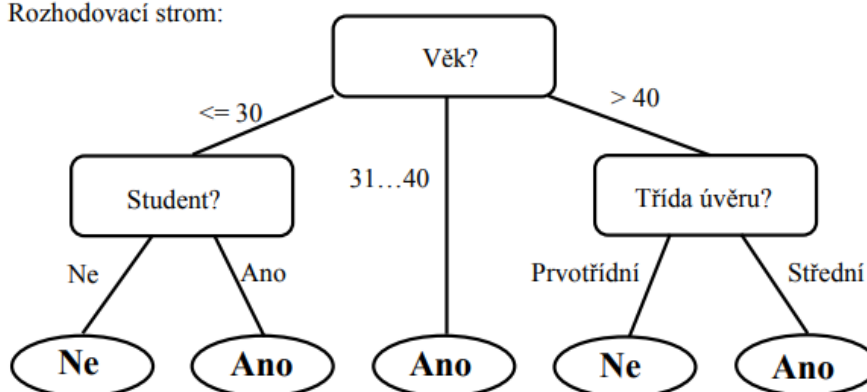 Rozhodovací strom:
Věk?
<= 30
31…40
> 40
Student?
Třída úvěru?
Ne
Ano
Prvotřídní
Střední
Ne
Ano
Ano
Ne
Ano